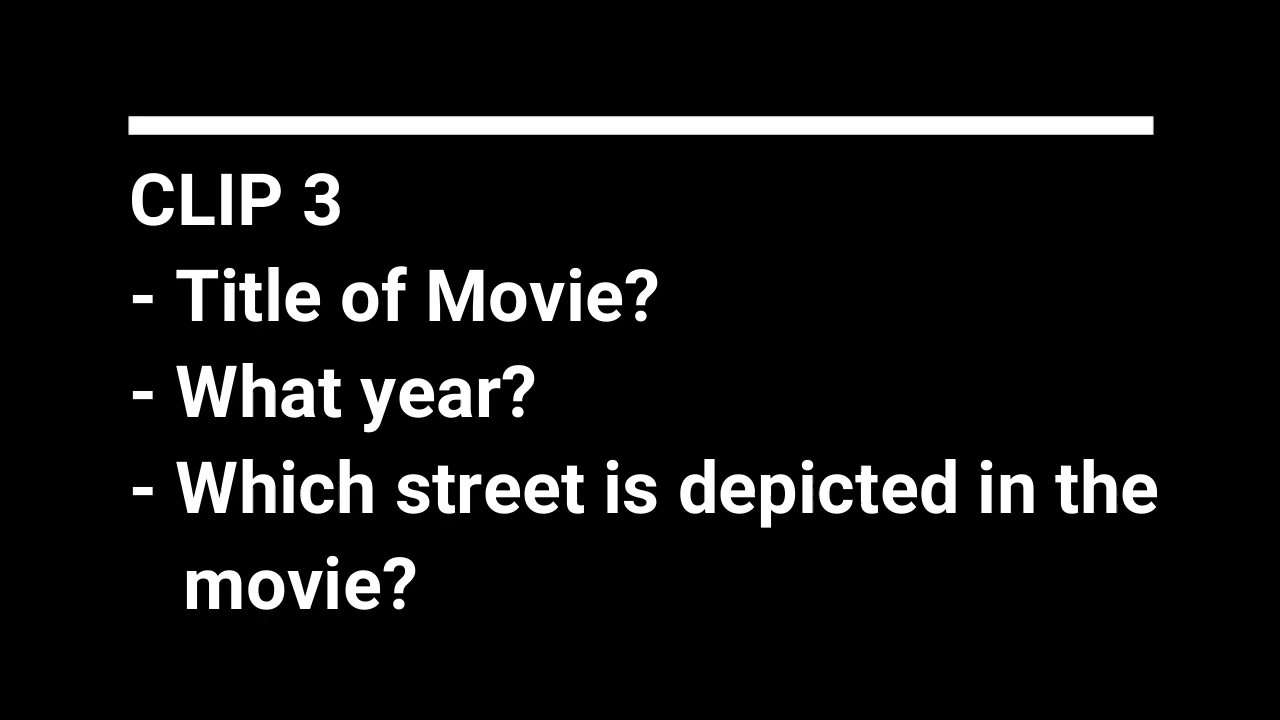 CLIP 3
- Title of Movie?
- What year?
- Which street is depicted in the
movie?